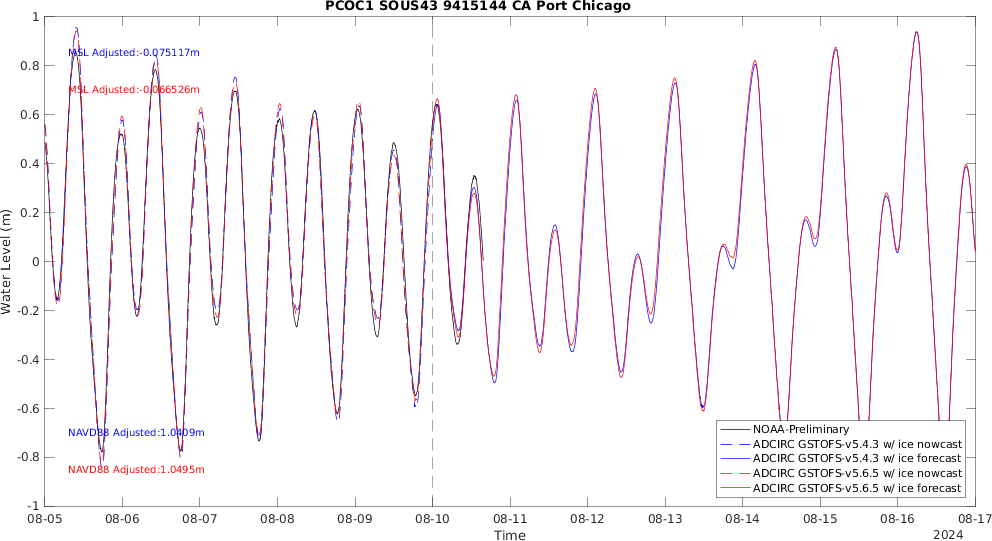 PCOC1 SOUS43 9415144 CA Port Chicago
1
0.8
0.6
0.4
0.2
0
-0.2
-0.4
-0.6
-0.8
-1
Water Level (m)
MSL Adjusted:-0.075117m
MSL Adjusted:-0.066526m
NAVD88 Adjusted:1.0409m
NAVD88 Adjusted:1.0495m
NOAA-Preliminary
ADCIRC GSTOFS-v5.4.3 w/ ice nowcast
ADCIRC GSTOFS-v5.4.3 w/ ice forecast
ADCIRC GSTOFS-v5.6.5 w/ ice nowcast
ADCIRC GSTOFS-v5.6.5 w/ ice forecast
08-05 08-06 08-07 08-08 08-09 08-10 08-11 08-12 08-13 08-14 08-15 08-16 08-17
Time
2024